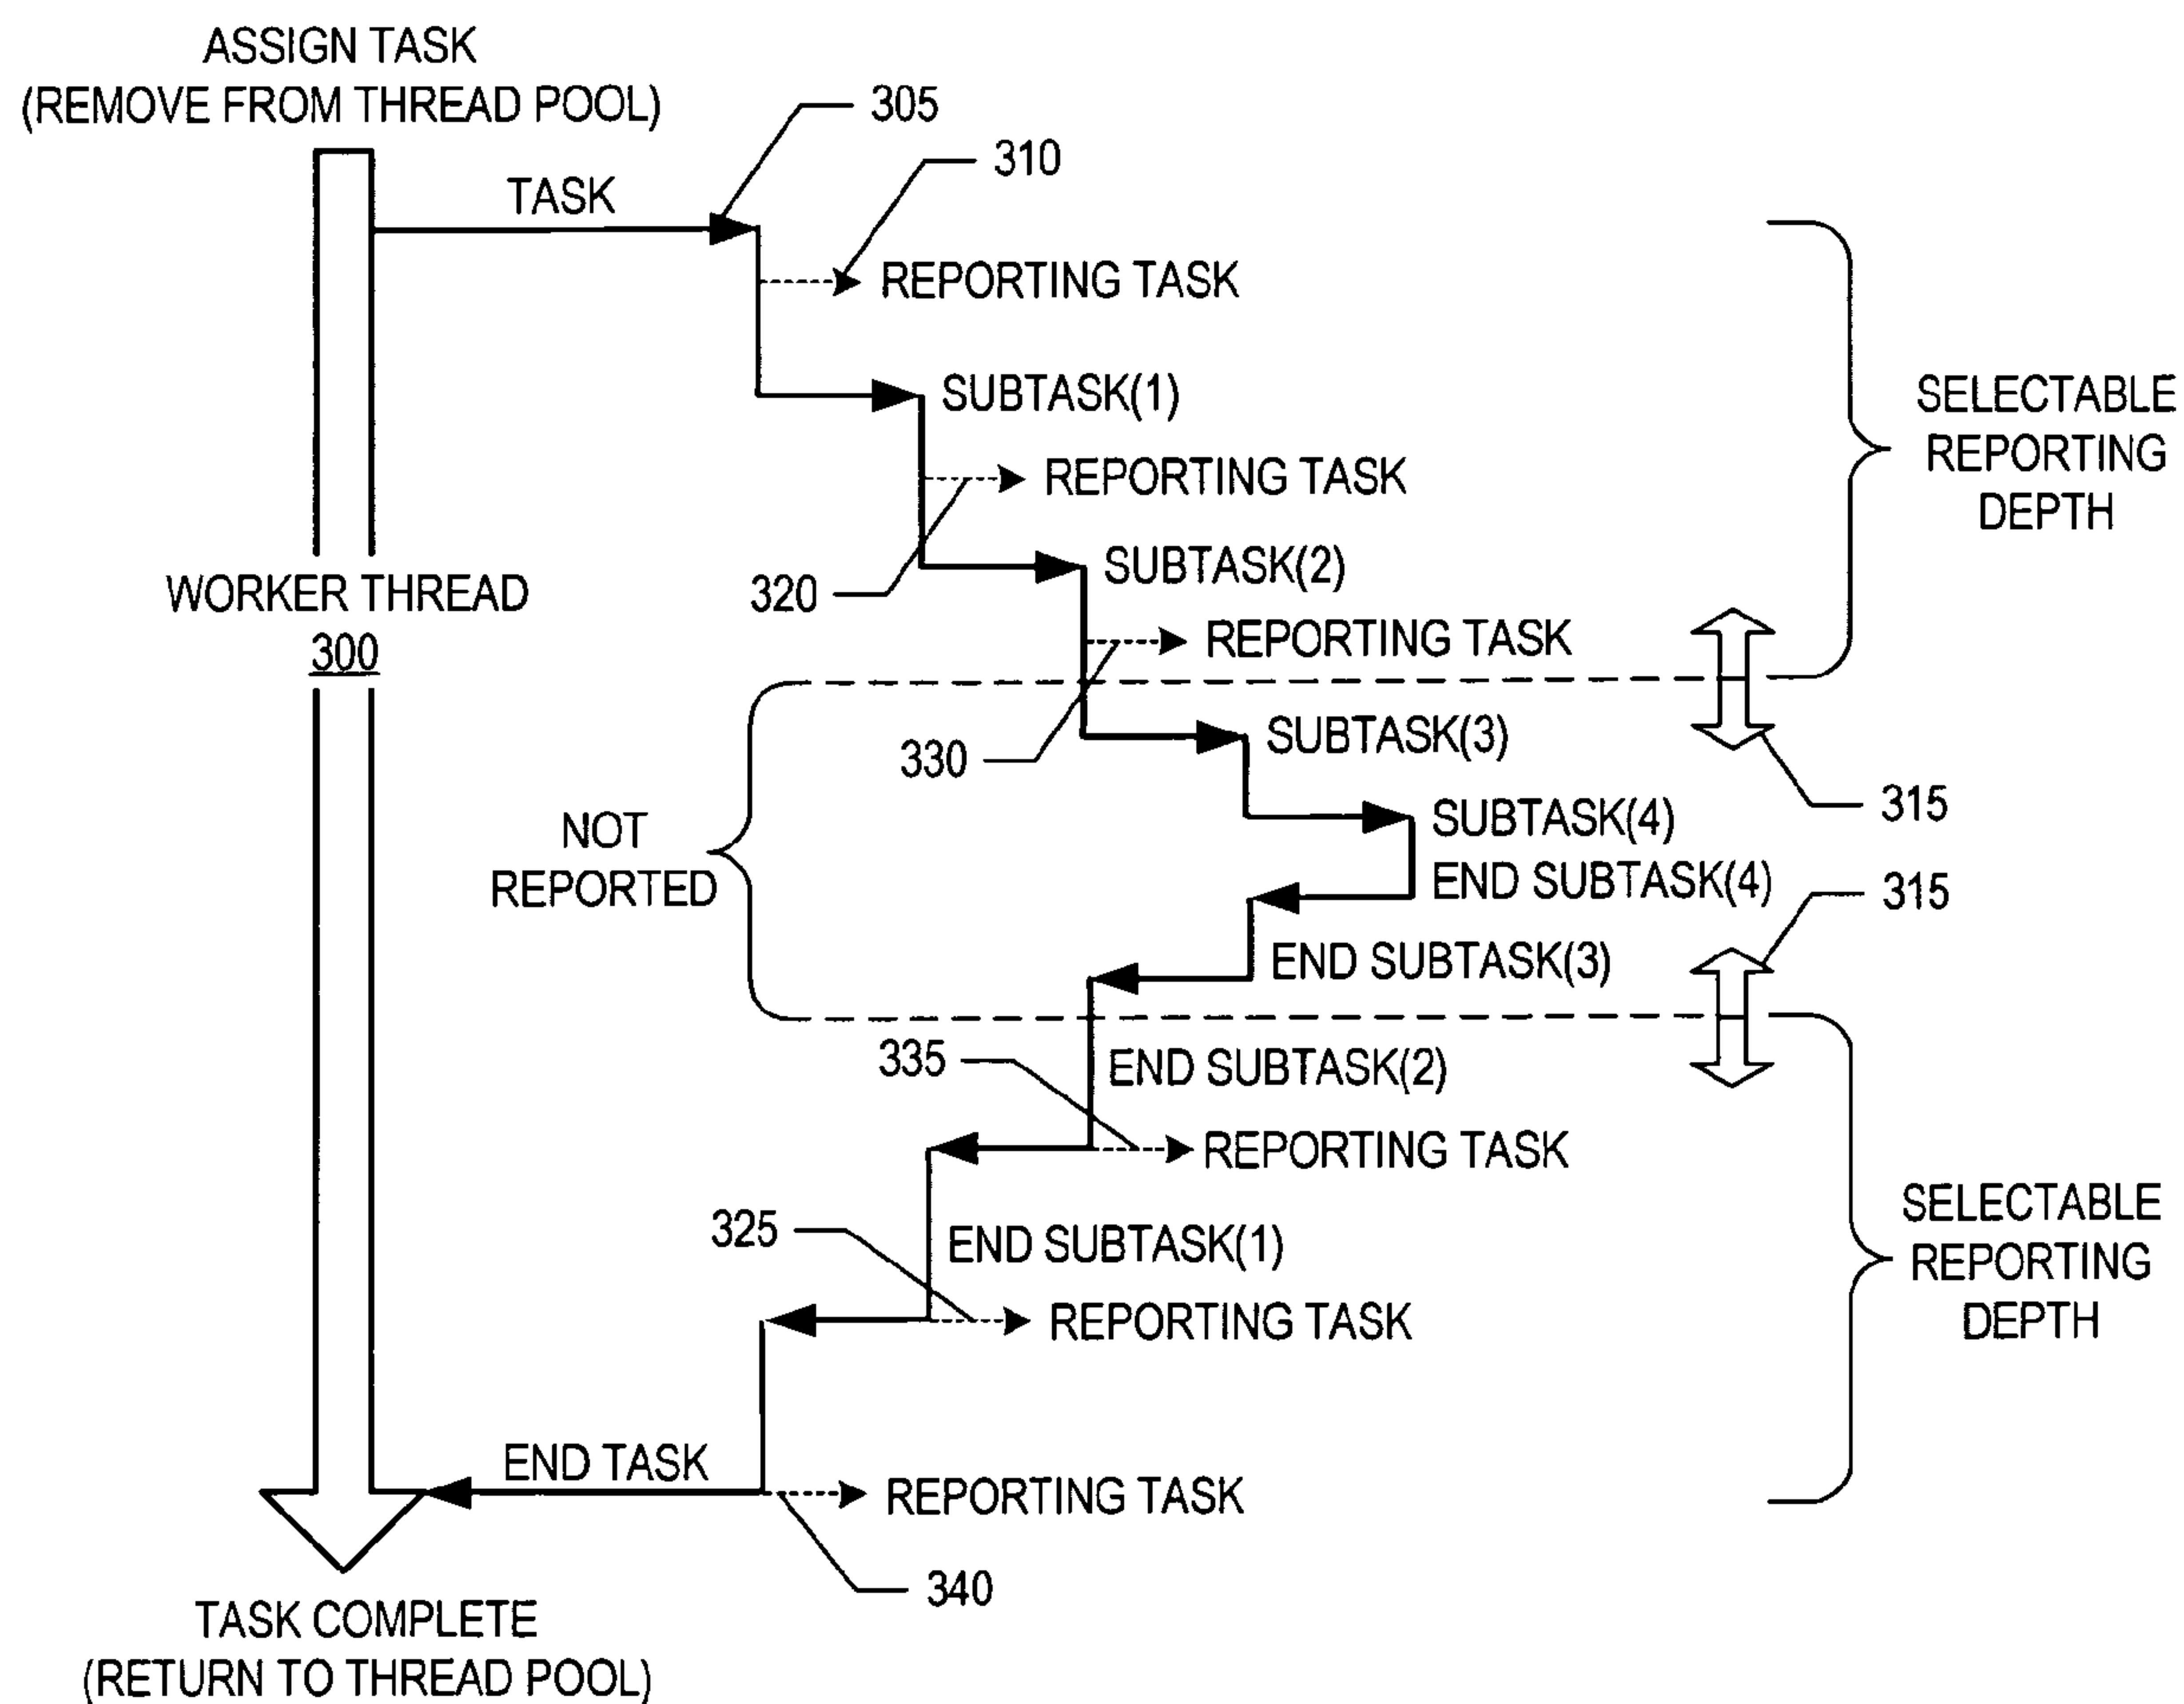 ASSIGN TASK
(REMOVE FROM THREAD POOL)
305
310
TASK
REPORTING TASK
SUBTASK(1)
SELECTABLE
REPORTING
DEPTH
REPORTING TASK
320
SUBTASK(2)
WORKER THREAD
300
REPORTING TASK
330
SUBTASK(3)
315
NOT
REPORTED
SUBTASK(4)
END SUBTASK(4)
315
END SUBTASK(3)
335
END SUBTASK(2)
REPORTING TASK
SELECTABLE
REPORTING
DEPTH
325
END SUBTASK(1)
REPORTING TASK
END TASK
REPORTING TASK
340
TASK COMPLETE
(RETURN TO THREAD POOL)